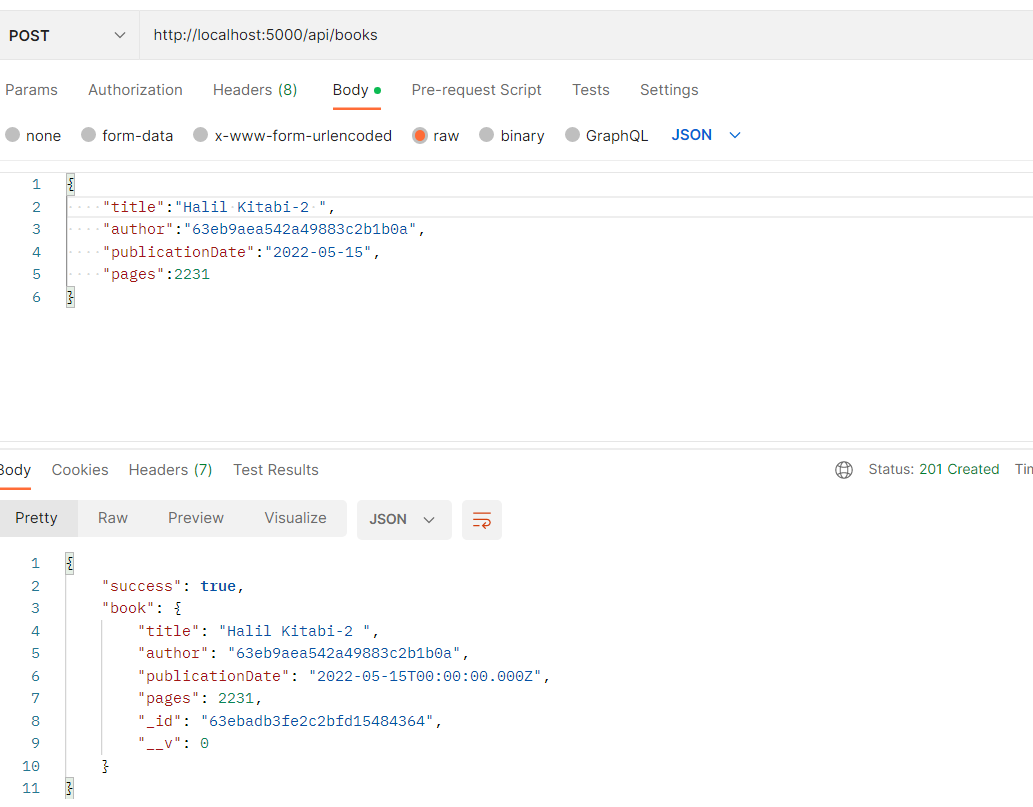 POST http://localhost:5000/api/books
Params Authorization Headers (8) Body Pre-request Script Tests Settings
none form-data x-www-form-urlencoded raw binary GraphQL JSON
1 {
2 "title":"Halil Kitabi-2 ",
3 "author":"63eb9aea542a49883c2b1b0a",
4 "publicationDate":"2022-05-15",
5 "pages":2231
6 }
Body Cookies Headers (7) Test Results Status: 201 Created Tim
Pretty Raw Preview Visualize JSON
1 {
2 "success": true,
3 "book": {
4 "title": "Halil Kitabi-2 ",
5 "author": "63eb9aea542a49883c2b1b0a",
6 "publicationDate": "2022-05-15T00:00:00.000Z",
7 "pages": 2231,
8 "_id": "63ebadb3fe2c2bfd15484364",
9 "__v": 0
10 }
11 }